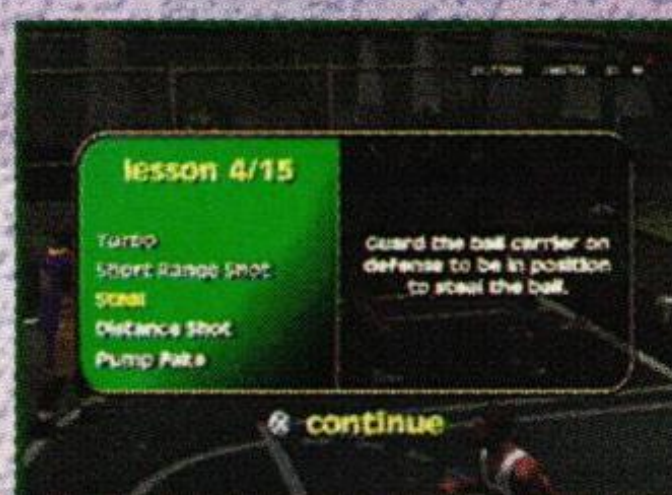 lesson 4/15
Turbo
Short Range Shot
Steal
Distance Shot
Pump Fake
Guard the ball carrier on
defense to be in position
to steal the ball.
continue